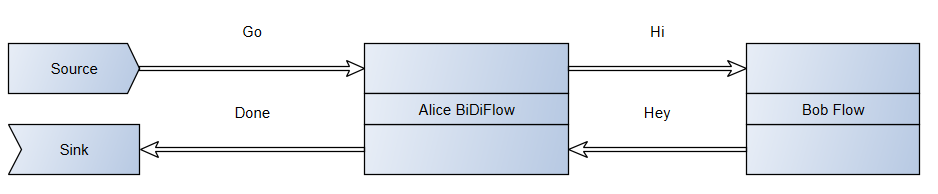 Go
Hi
Source
Done
Alice BiDiFlow
Hey
Bob Flow
Sink